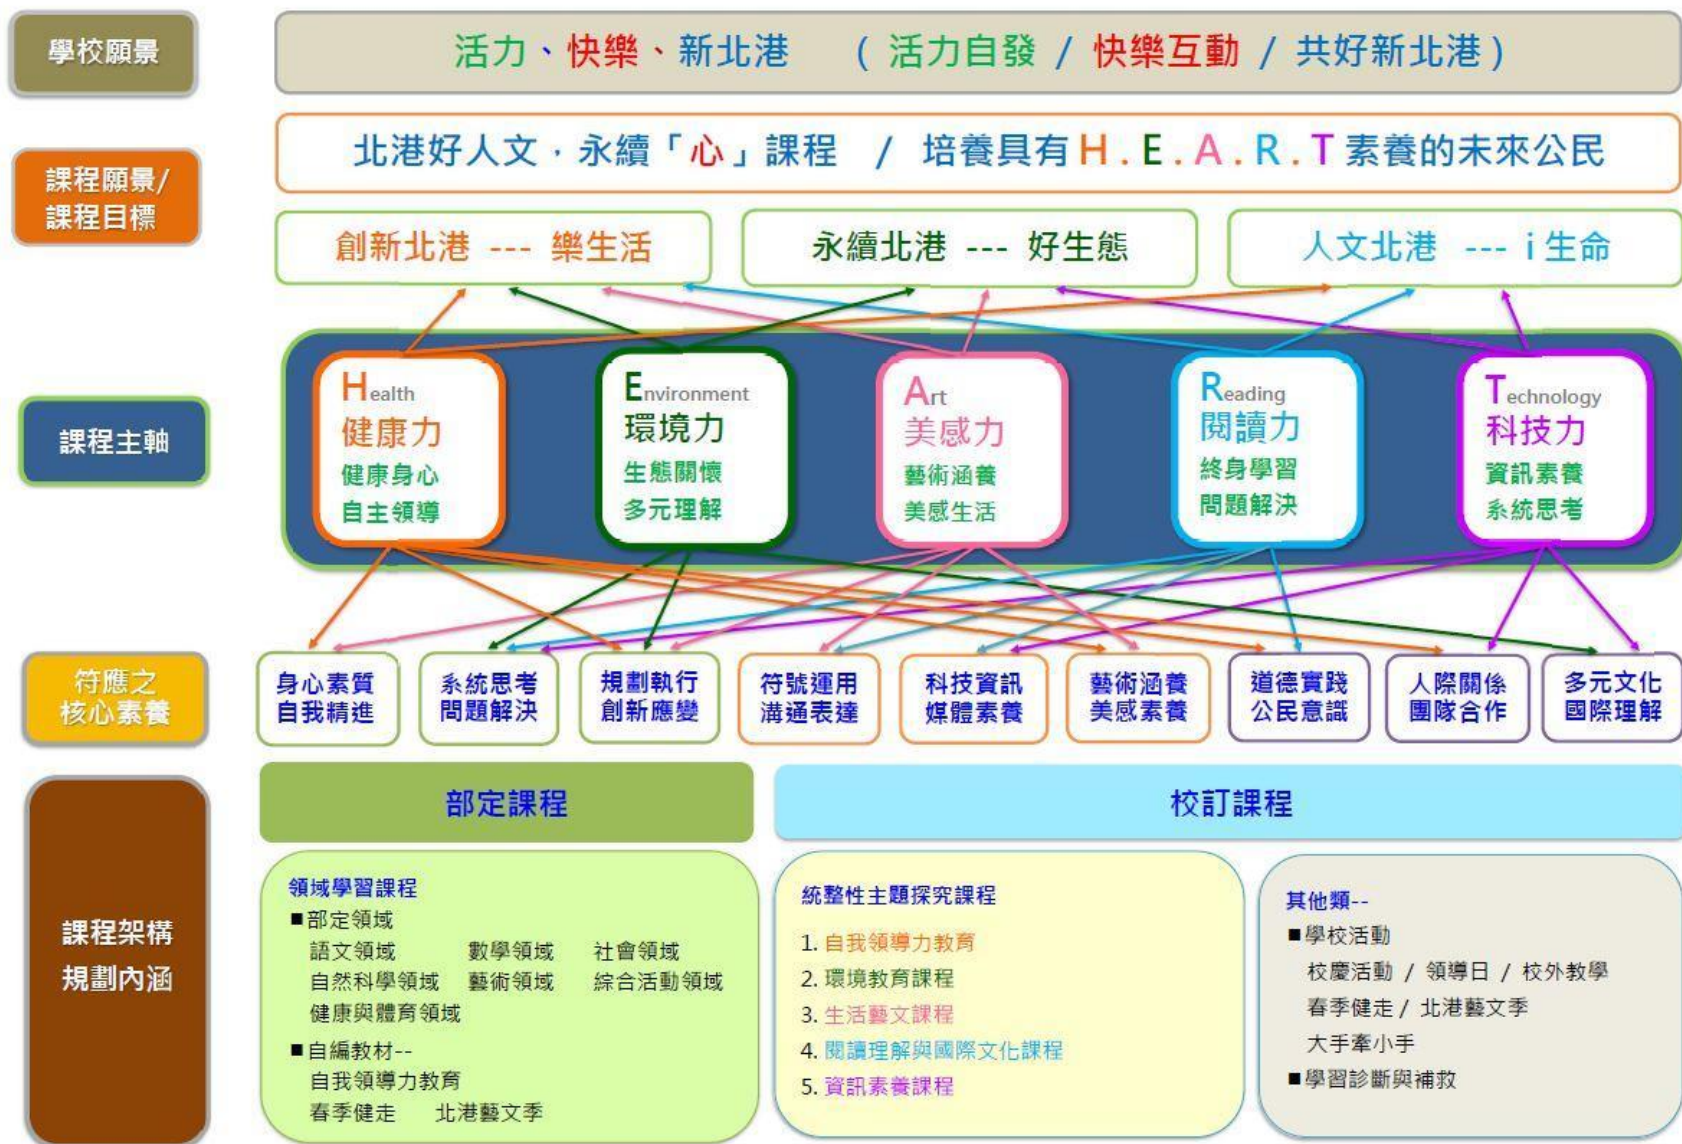 學校願景
活力、快樂、新北港 ( 活力自發 / 快樂互動 / 共好新北港 )
課程願景/
課程目標
北港好人文．永續「心」課程 / 培養具有 H . E . A . R . T 素養的未來公民
創新北港 --- 樂生活
永續北港 --- 好生態
人文北港 --- i 生命
課程主軸
Health
健康力
健康身心
自主領導
Environment
環境力
生態關懷
多元理解
Art
美感力
藝術涵養
美感生活
Reading
閱讀力
終身學習
問題解決
Technology
科技力
資訊素養
系統思考
符應之
核心素養
身心素質
自我精進
系統思考
問題解決
規劃執行
創新應變
符號運用
溝通表達
科技資訊
媒體素養
藝術涵養
美感素養
道德實踐
公民意識
人際關係
團隊合作
多元文化
國際理解
課程架構
規劃內涵
部定課程
校訂課程
領域學習課程
■部定領域
語文領域 數學領域 社會領域
自然科學領域 藝術領域 綜合活動領域
健康與體育領域
■自編教材--
自我領導力教育
春季健走 北港藝文季
統整性主題探究課程
1. 自我領導力教育
2. 環境教育課程
3. 生活藝文課程
4. 閱讀理解與國際文化課程
5. 資訊素養課程
其他類--
■學校活動
校慶活動 / 領導日 / 校外教學
春季健走 / 北港藝文季
大手牽小手
■學習診斷與補救